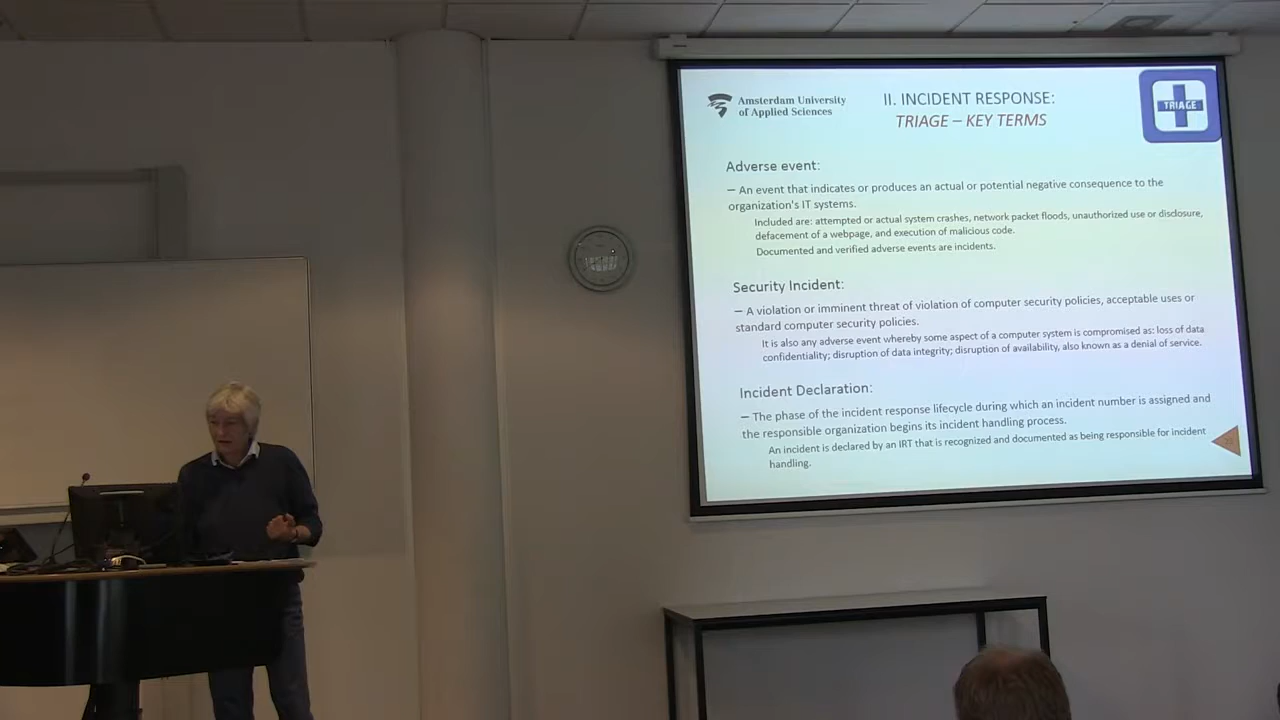 Amsterdam University
of Applied Sciences
II. INCIDENT RESPONSE:
TRIAGE – KEY TERMS
TRIAGE
Adverse event:
– An event that indicates or produces an actual or potential negative consequence to the
organization's IT systems.
Included are: attempted or actual system crashes, network packet floods, unauthorized use or disclosure,
defacement of a webpage, and execution of malicious code.
Documented and verified adverse events are incidents.
Security Incident:
– A violation or imminent threat of violation of computer security policies, acceptable uses or
standard computer security policies.
It is also any adverse event whereby some aspect of a computer system is compromised as: loss of data
confidentiality; disruption of data integrity; disruption of availability, also known as a denial of service.
Incident Declaration:
– The phase of the incident response lifecycle during which an incident number is assigned and
the responsible organization begins its incident handling process.
An incident is declared by an IRT that is recognized and documented as being responsible for incident
handling.